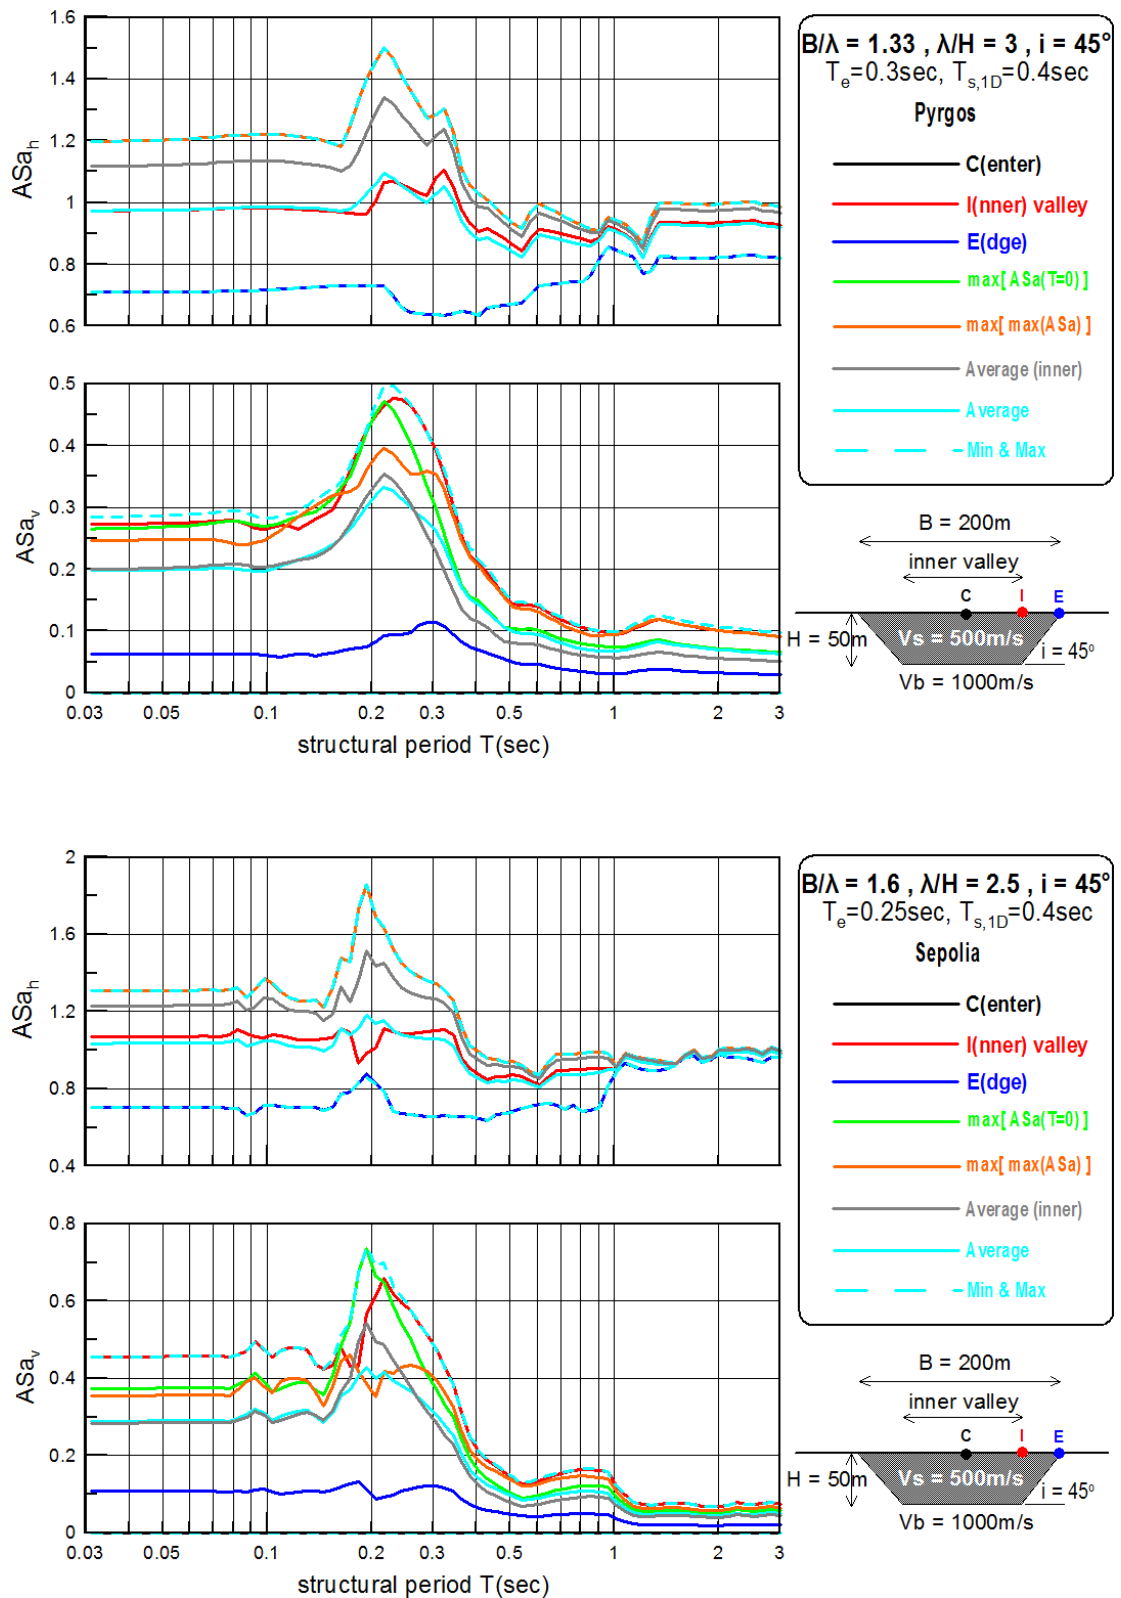 1.6
1.4
1.2
1
0.8
0.6
ASa_h
B/λ = 1.33 , λ/H = 3 , i = 45°
T_e=0.3sec, T_s,1D=0.4sec
Pyrgos
C(enter)
I(nner) valley
E(dge)
max[ ASa(T=0) ]
max[ max(ASa) ]
Average (inner)
Average
Min & Max
0.5
0.4
0.3
0.2
0.1
0
ASa_v
0.03 0.05 0.1 0.2 0.3 0.5 1 2 3
structural period T(sec)
B = 200m
inner valley
C I E
H = 50m Vs = 500m/s i = 45°
Vb = 1000m/s
2
1.6
1.2
0.8
0.4
ASa_h
B/λ = 1.6 , λ/H = 2.5 , i = 45°
T_e=0.25sec, T_s,1D=0.4sec
Sepolia
C(enter)
I(nner) valley
E(dge)
max[ ASa(T=0) ]
max[ max(ASa) ]
Average (inner)
Average
Min & Max
0.8
0.6
0.4
0.2
0
ASa_v
0.03 0.05 0.1 0.2 0.3 0.5 1 2 3
structural period T(sec)
B = 200m
inner valley
C I E
H = 50m Vs = 500m/s i = 45°
Vb = 1000m/s